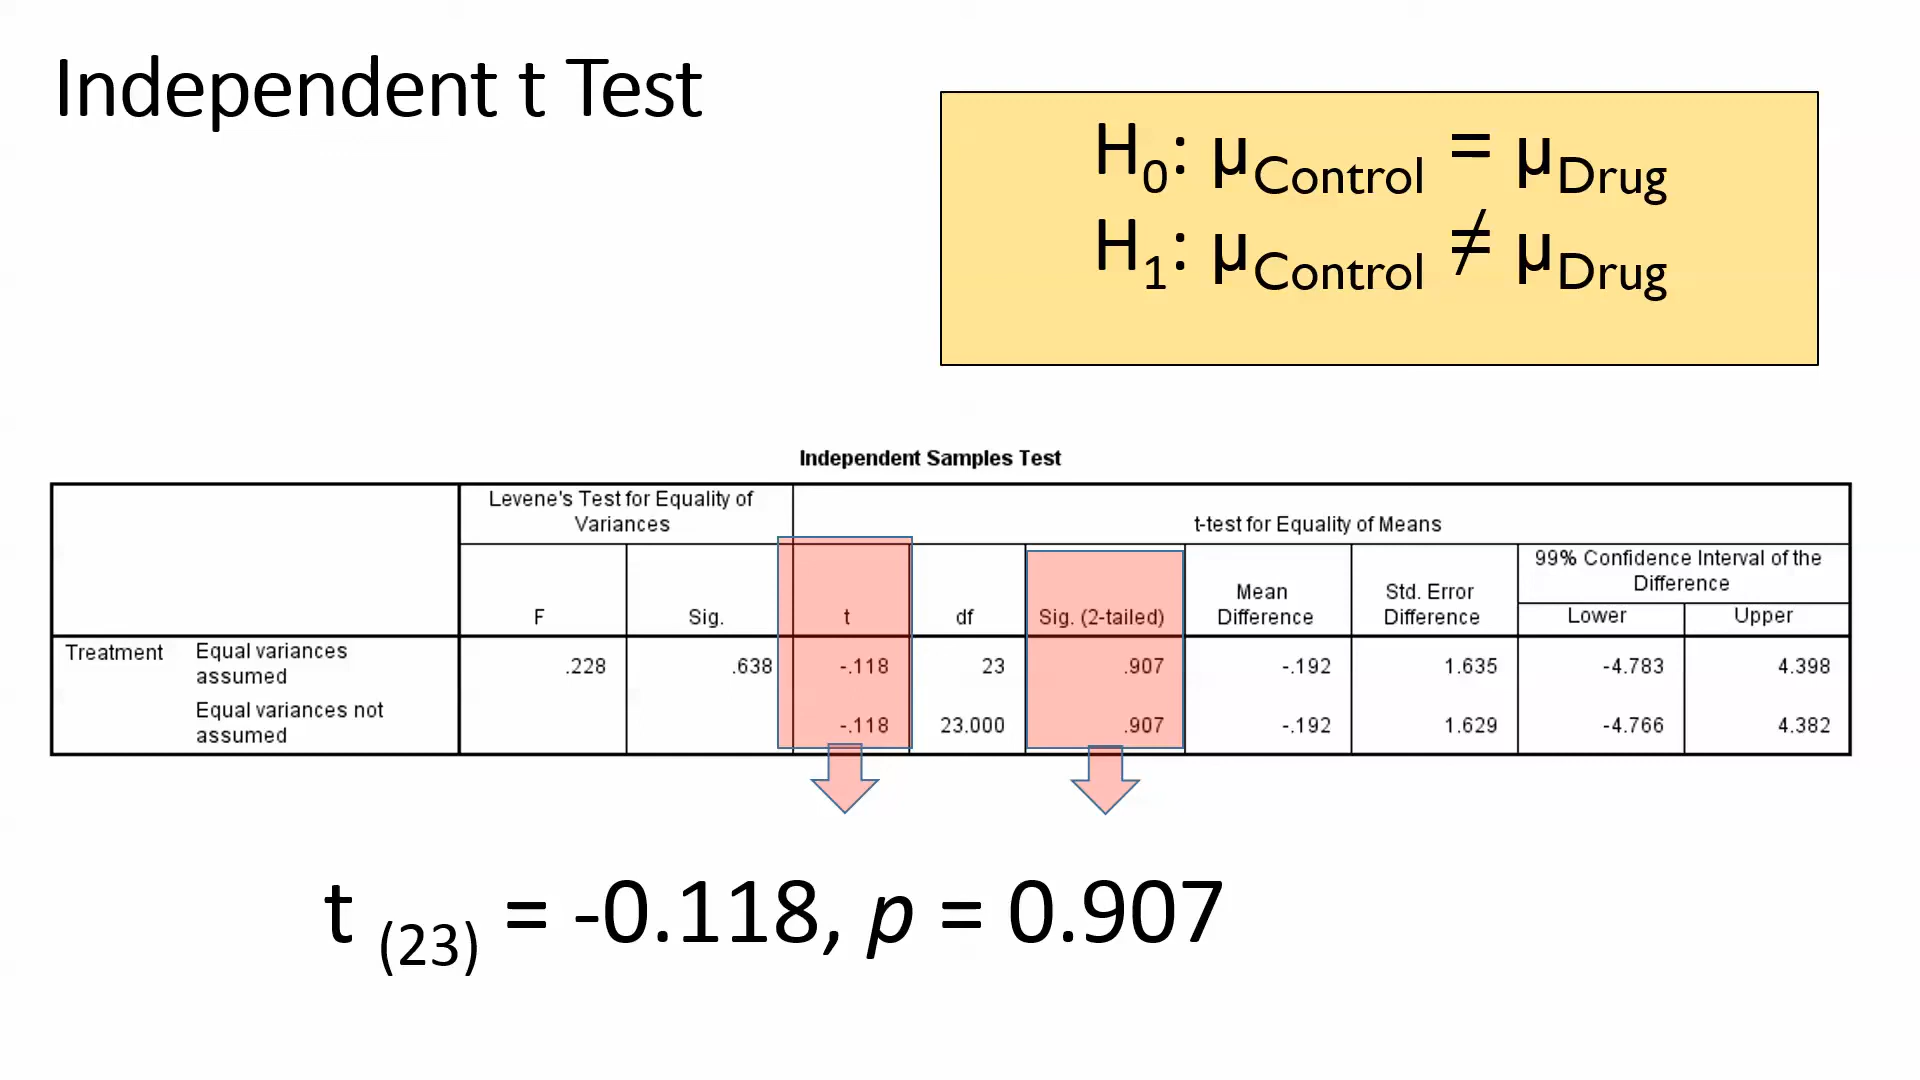 Independent t Test
H0: μControl = μDrug
H1: μControl ≠ μDrug
Independent Samples Test
Levene's Test for Equality of Variances
t-test for Equality of Means
F
Sig.
t
df
Sig. (2-tailed)
Mean Difference
Std. Error Difference
99% Confidence Interval of the Difference
Lower
Upper
Treatment Equal variances assumed .228 .638 -.118 23 .907 -.192 1.635 -4.783 4.398
Equal variances not assumed -.118 23.000 .907 -.192 1.629 -4.766 4.382
t (23) = -0.118, p = 0.907